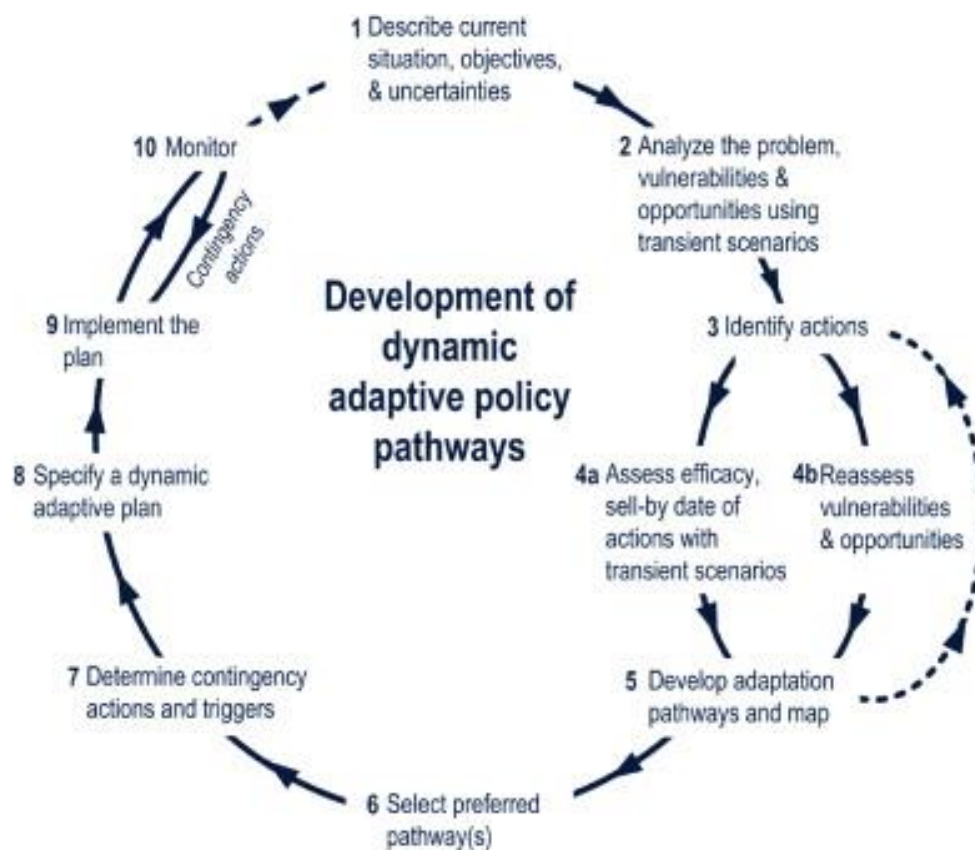 1 Describe current
situation, objectives,
& uncertainties
2 Analyze the problem,
vulnerabilities &
opportunities using
transient scenarios
3 Identify actions
4a Assess efficacy,
sell-by date of
actions with
transient scenarios
4b Reassess
vulnerabilities
& opportunities
5 Develop adaptation
pathways and map
6 Select preferred
pathway(s)
7 Determine contingency
actions and triggers
8 Specify a dynamic
adaptive plan
9 Implement the
plan
10 Monitor
Contingency
actions
Development of
dynamic
adaptive policy
pathways